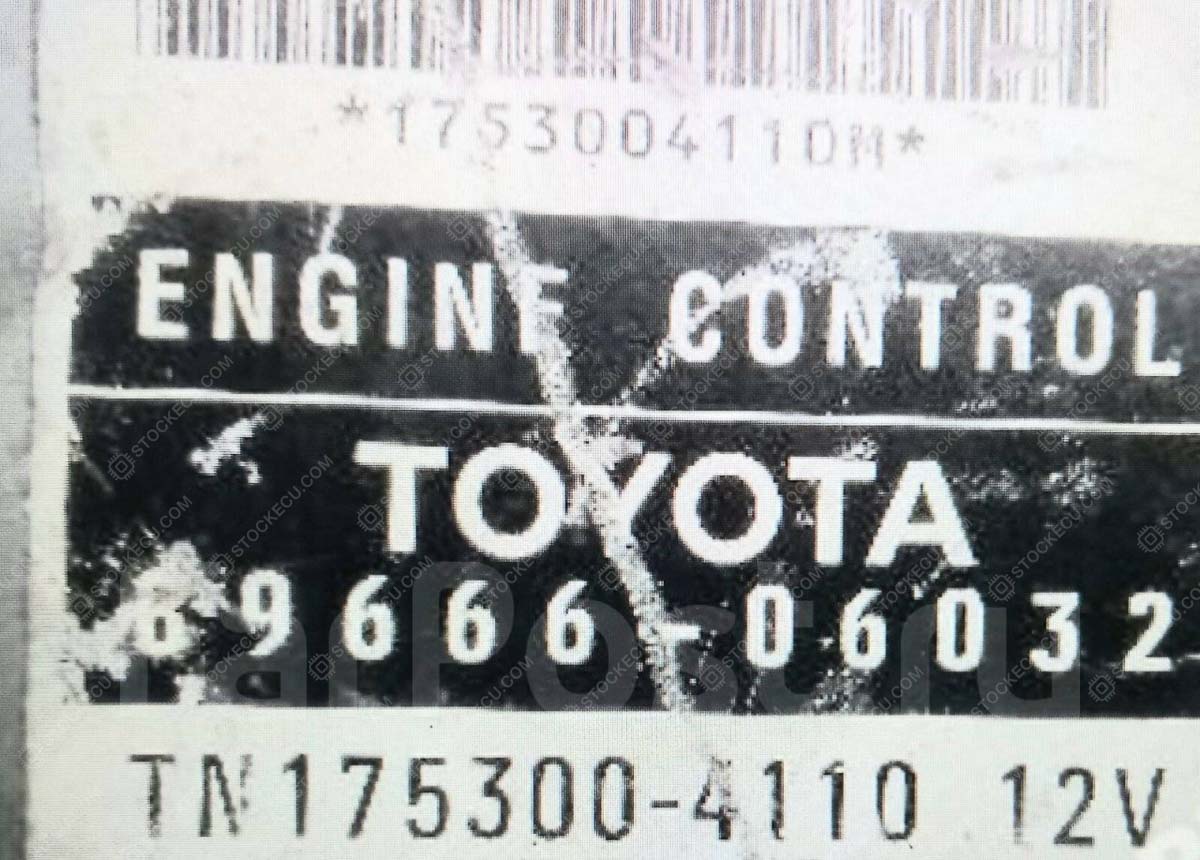 *1753004110M*
ENGINE CONTROL
TOYOTA
89666-06032
TN175300-4110 12V